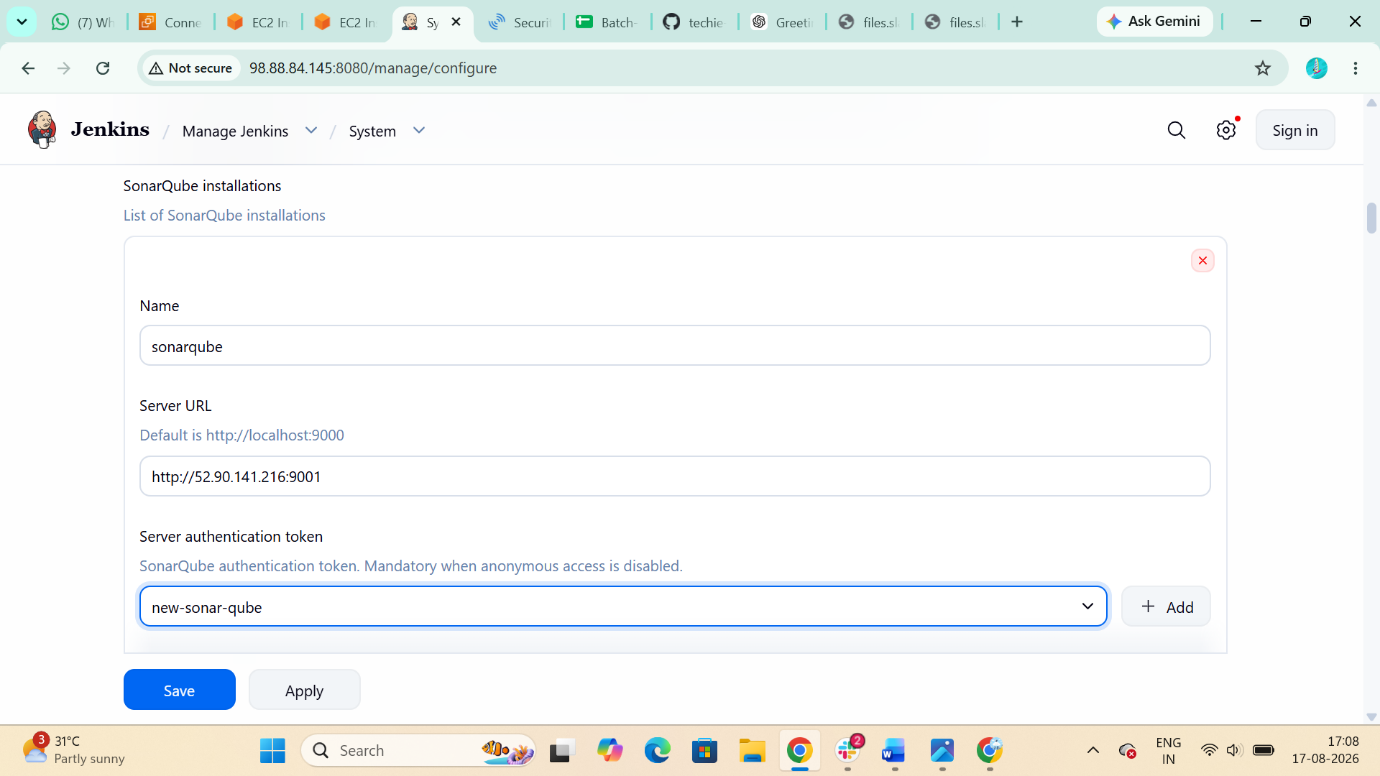 (7) Wh
Conne
EC2 In
EC2 In
Sy
Securit
Batch-
techie-
Greetin
files.sl
files.sl
Ask Gemini
Not secure
98.88.84.145:8080/manage/configure
Jenkins / Manage Jenkins / System
Sign in
SonarQube installations
List of SonarQube installations
Name
sonarqube
Server URL
Default is http://localhost:9000
http://52.90.141.216:9001
Server authentication token
SonarQube authentication token. Mandatory when anonymous access is disabled.
new-sonar-qube
+ Add
Save
Apply
3
31°C
Partly sunny
Search
2
ENG
IN
17:08
17-08-2026